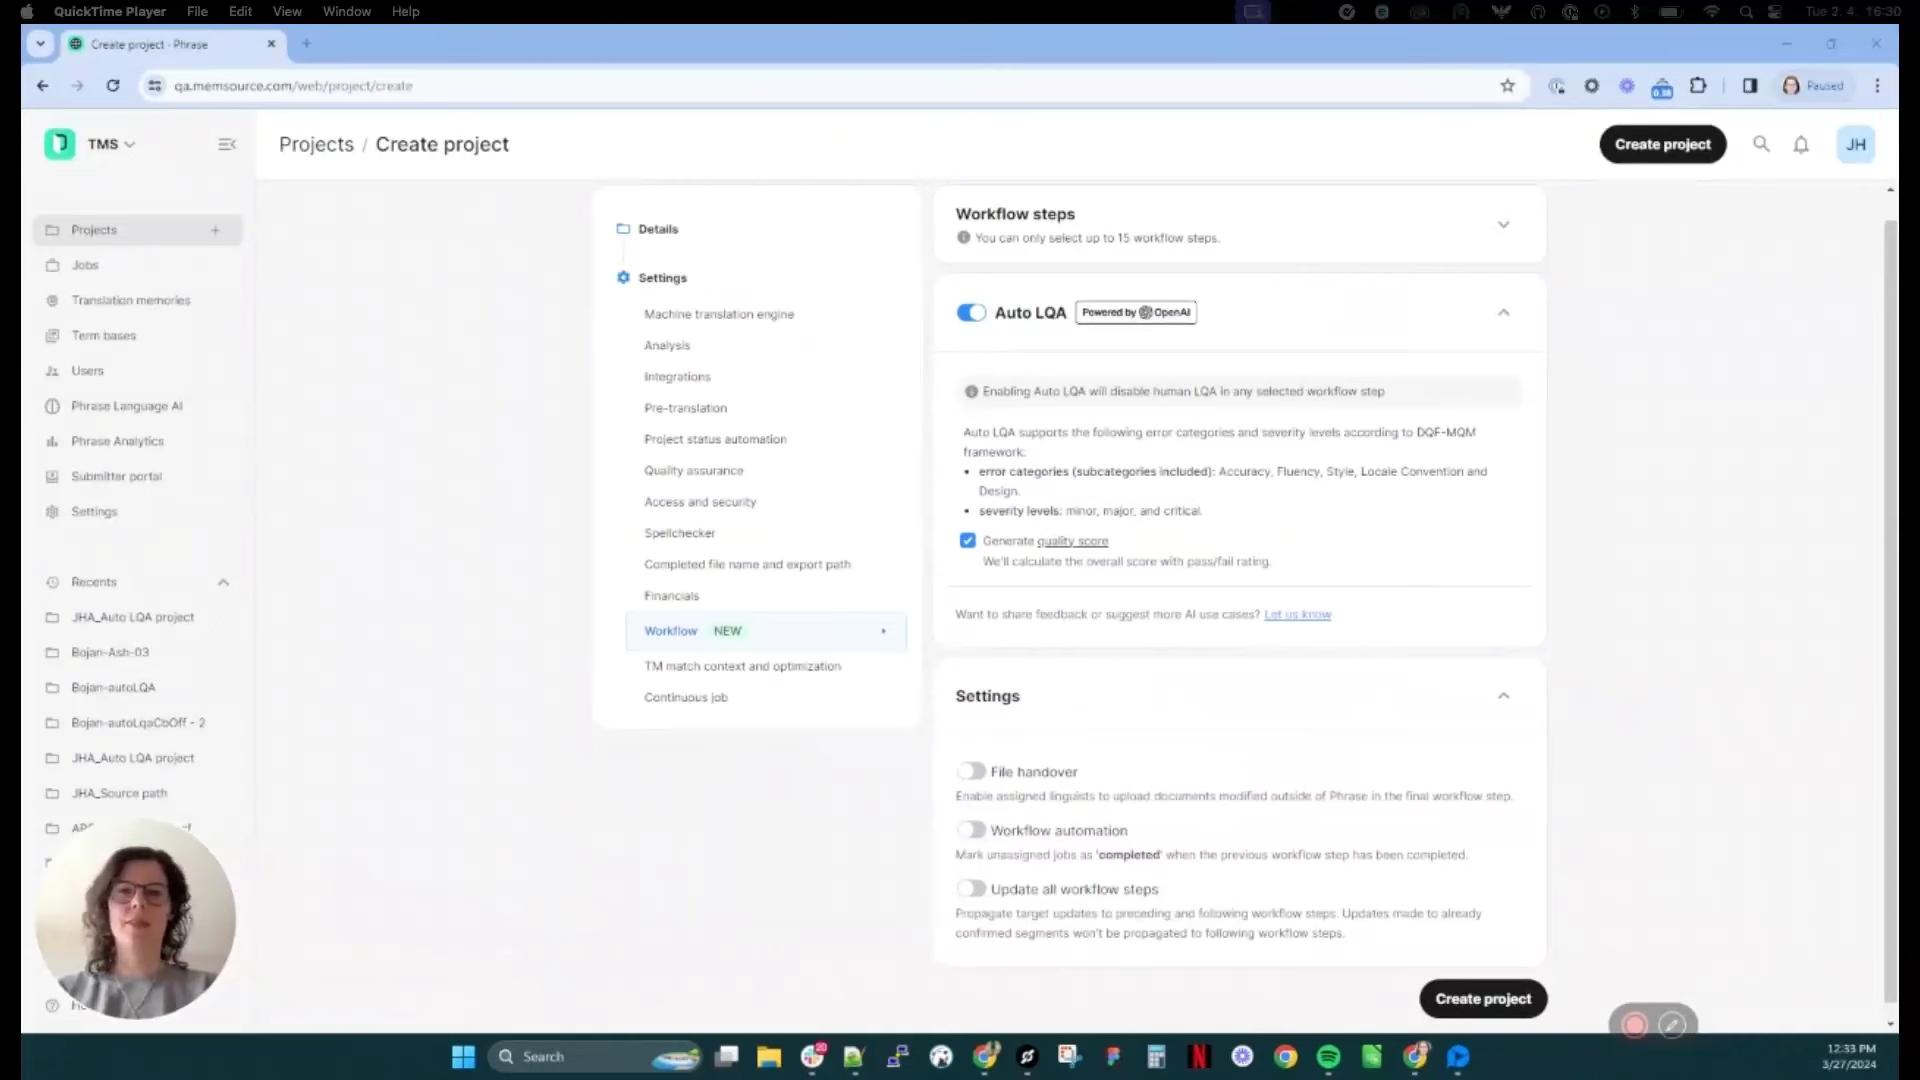 QuickTime Player File Edit View Window Help
Tue 2. 4. 16:30
Create project - Phrase
qa.memsource.com/web/project/create
Paused
TMS
Projects / Create project
Create project
JH
Projects
Jobs
Translation memories
Term bases
Users
Phrase Language AI
Phrase Analytics
Submitter portal
Settings
Recents
JHA_Auto LQA project
Bojan-Ash-03
Bojan-autoLQA
Bojan-autoLqaCbOff - 2
JHA_Auto LQA project
JHA_Source path
Details
Settings
Machine translation engine
Analysis
Integrations
Pre-translation
Project status automation
Quality assurance
Access and security
Spellchecker
Completed file name and export path
Financials
Workflow NEW
TM match context and optimization
Continuous job
Workflow steps
You can only select up to 15 workflow steps.
Auto LQA Powered by OpenAI
Enabling Auto LQA will disable human LQA in any selected workflow step
Auto LQA supports the following error categories and severity levels according to DQF-MQM
framework:
• error categories (subcategories included): Accuracy, Fluency, Style, Locale Convention and
Design.
• severity levels: minor, major, and critical.
Generate quality score
We'll calculate the overall score with pass/fail rating.
Want to share feedback or suggest more AI use cases? Let us know
Settings
File handover
Enable assigned linguists to upload documents modified outside of Phrase in the final workflow step.
Workflow automation
Mark unassigned jobs as 'completed' when the previous workflow step has been completed.
Update all workflow steps
Propagate target updates to preceding and following workflow steps. Updates made to already
confirmed segments won't be propagated to following workflow steps.
Create project
Search
20
12:33 PM
3/27/2024